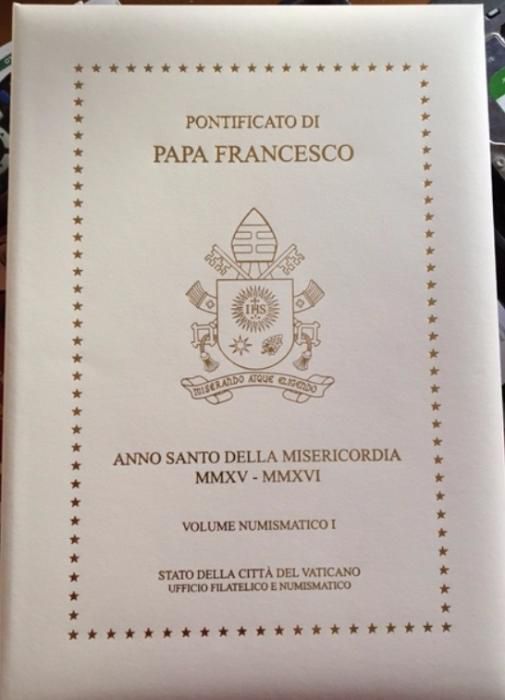 PONTIFICATO DI
PAPA FRANCESCO
IHS
MISERANDO ATQUE ELIGENDO
ANNO SANTO DELLA MISERICORDIA
MMXV - MMXVI
VOLUME NUMISMATICO I
STATO DELLA CITTÀ DEL VATICANO
UFFICIO FILATELICO E NUMISMATICO